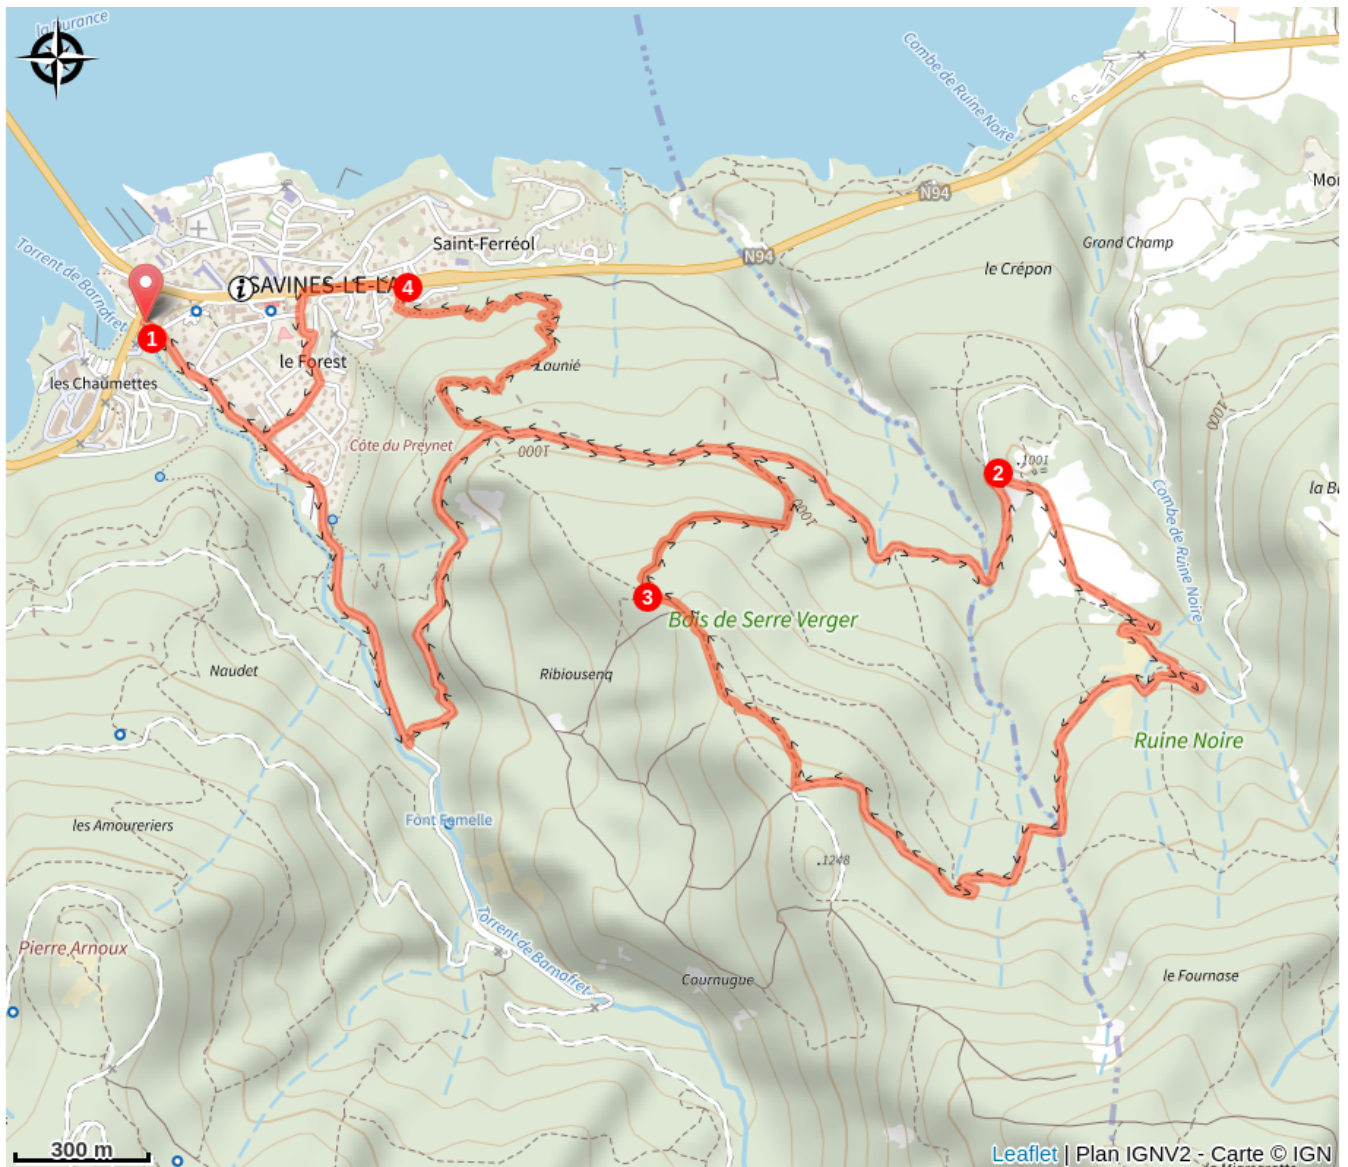 la Durance
Combe de Ruine Noire
N94
Grand Champ
Saint-Ferréol
N94
le Crépon
Torrent de Barnafret
SAVINES-LE-LA
4
1
le Forest
Launié
les Chaumettes
1000
Côte du Preynet
1000
1001
2
1000
Combe de Ruine Noire
3
Bois de Serre Verger
Naudet
Ribiousenq
Ruine Noire
Font Femelle
les Amoureriers
.1248
Torrent de Barnafret
Pierre Arnoux
Cournugue
le Fournase
300 m
Leaflet | Plan IGNV2 - Carte © IGN